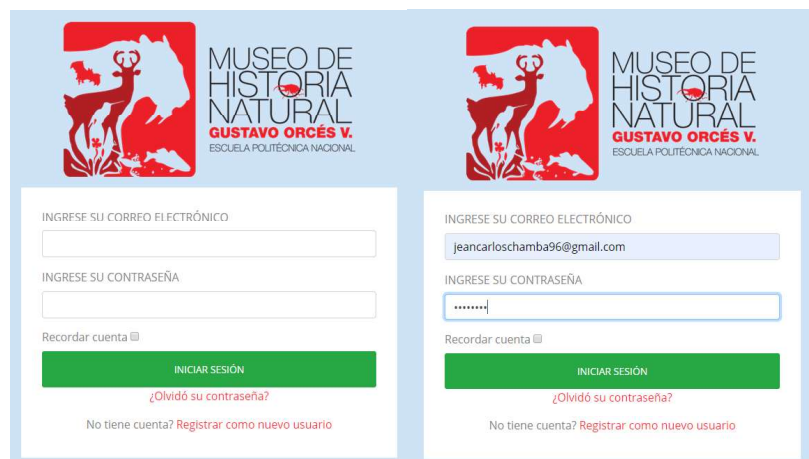 MUSEO DE
HISTORIA
NATURAL
GUSTAVO ORCÉS V.
ESCUELA POLITÉCNICA NACIONAL
INGRESE SU CORREO ELECTRÓNICO
INGRESE SU CONTRASEÑA
Recordar cuenta
INICIAR SESIÓN
¿Olvidó su contraseña?
No tiene cuenta? Registrar como nuevo usuario
MUSEO DE
HISTORIA
NATURAL
GUSTAVO ORCÉS V.
ESCUELA POLITÉCNICA NACIONAL
INGRESE SU CORREO ELECTRÓNICO
jeancarloschamba96@gmail.com
INGRESE SU CONTRASEÑA
••••••••
Recordar cuenta
INICIAR SESIÓN
¿Olvidó su contraseña?
No tiene cuenta? Registrar como nuevo usuario